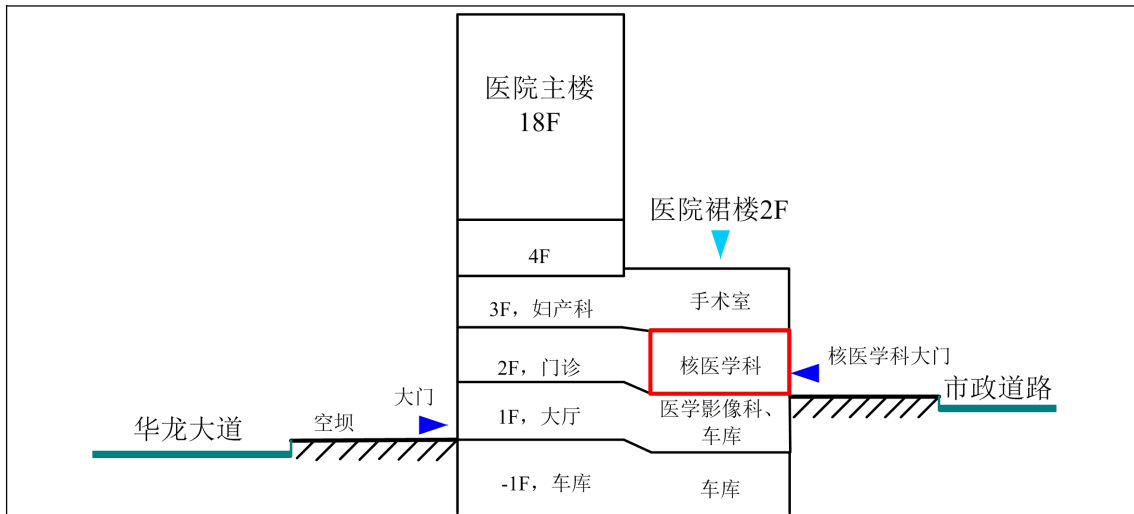 医院主楼
18F
医院裙楼2F
4F
3F，妇产科
手术室
2F，门诊
核医学科
核医学科大门
市政道路
大门
1F，大厅
医学影像科、
车库
华龙大道
空坝
-1F，车库
车库